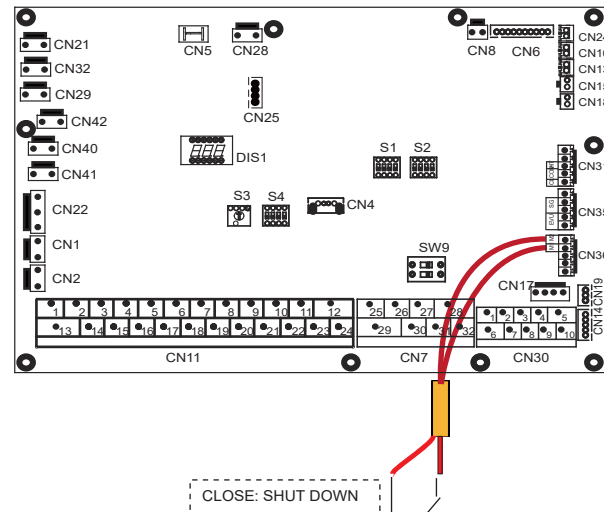 CN21
CN5
CN28
CN8
CN6
CN24
CN16
CN32
CN13
CN29
CN15
CN25
CN18
CN42
CN40
DIS1
S1
S2
CN41
CN31
CN22
S3
S4
CN4
SG
EVU
CN35
CN1
M1 M2
CN36
SW9
CN2
CN17
CN19
CN14
1 2 3 4 5 6 7 8 9 10 11 12
25 26 27 28
1 2 3 4 5
13 14 15 16 17 18 19 20 21 22 23 24
29 30 31 32
6 7 8 9 10
CN11
CN7
CN30
CLOSE: SHUT DOWN